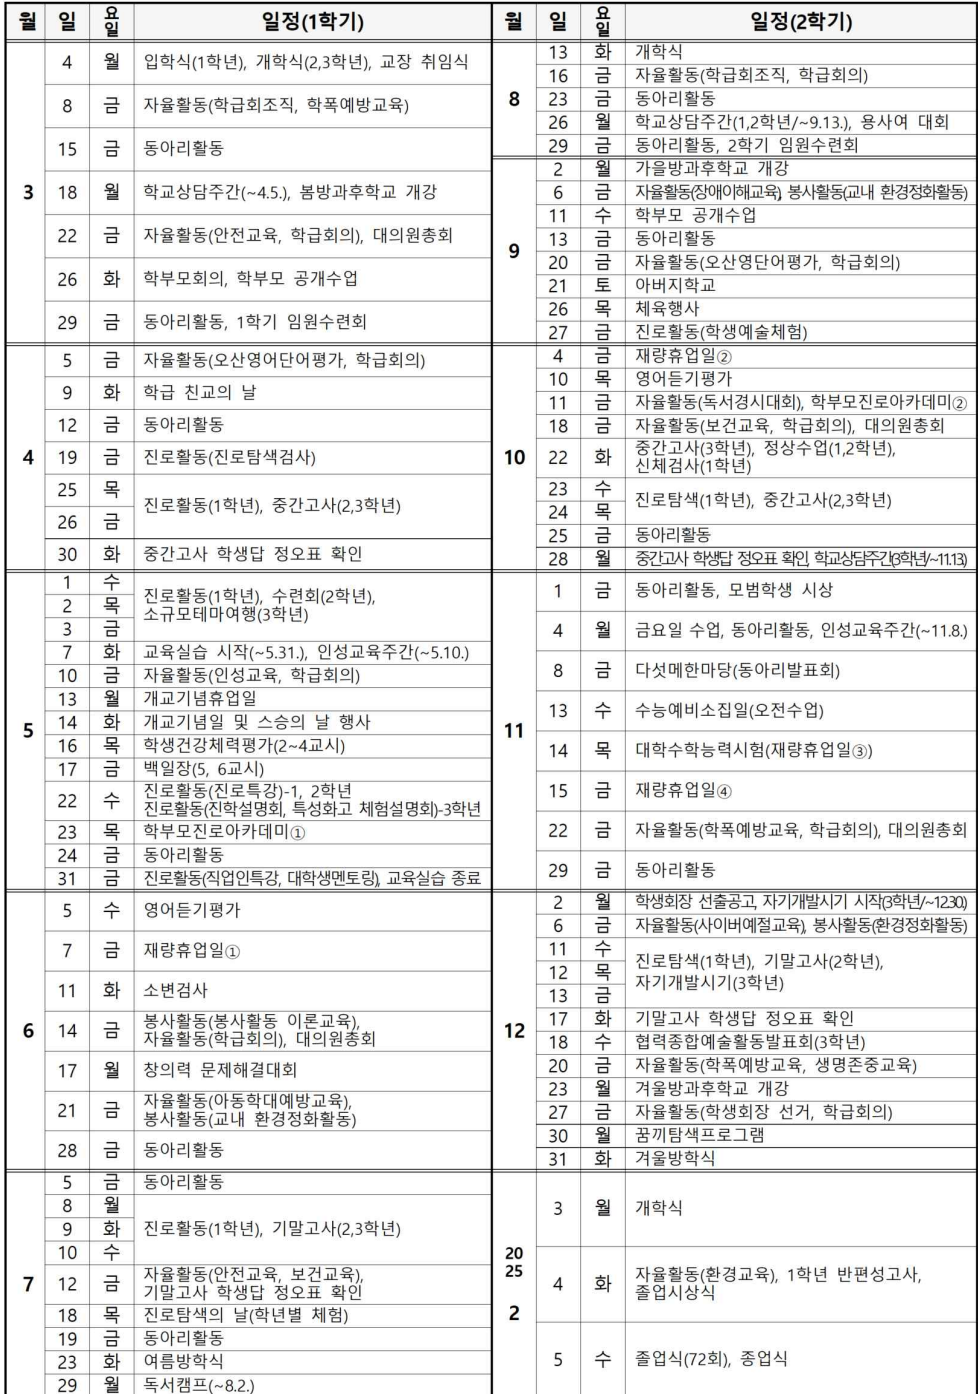 월 일 요일 일정(1학기)
3
4 월 입학식(1학년), 개학식(2,3학년), 교장 취임식
8 금 자율활동(학급회조직, 학폭예방교육)
15 금 동아리활동
18 월 학교상담주간(~4.5.), 봄방과후학교 개강
22 금 자율활동(안전교육, 학급회의), 대의원총회
26 화 학부모회의, 학부모 공개수업
29 금 동아리활동, 1학기 임원수련회
4
5 금 자율활동(오산영어단어평가, 학급회의)
9 화 학급 친교의 날
12 금 동아리활동
19 금 진로활동(진로탐색검사)
25 목
26 금
진로활동(1학년), 중간고사(2,3학년)
30 화 중간고사 학생답 정오표 확인
5
1 수
2 목
3 금
진로활동(1학년), 수련회(2학년),
소규모테마여행(3학년)
7 화 교육실습 시작(~5.31.), 인성교육주간(~5.10.)
10 금 자율활동(인성교육, 학급회의)
13 월 개교기념휴업일
14 화 개교기념일 및 스승의 날 행사
16 목 학생건강체력평가(2~4교시)
17 금 백일장(5, 6교시)
22 수 진로활동(진로특강)-1, 2학년
진로활동(진학설명회, 특성화고 체험설명회)-3학년
23 목 학부모진로아카데미①
24 금 동아리활동
31 금 진로활동(직업인특강, 대학생멘토링), 교육실습 종료
6
5 수 영어듣기평가
7 금 재량휴업일①
11 화 소변검사
14 금 봉사활동(봉사활동 이론교육),
자율활동(학급회의), 대의원총회
17 월 창의력 문제해결대회
21 금 자율활동(아동학대예방교육),
봉사활동(교내 환경정화활동)
28 금 동아리활동
7
5 금 동아리활동
8 월
9 화
10 수
진로활동(1학년), 기말고사(2,3학년)
12 금 자율활동(안전교육, 보건교육),
기말고사 학생답 정오표 확인
18 목 진로탐색의 날(학년별 체험)
19 금 동아리활동
23 화 여름방학식
29 월 독서캠프(~8.2.)
월 일 요일 일정(2학기)
8
13 화 개학식
16 금 자율활동(학급회조직, 학급회의)
23 금 동아리활동
26 월 학교상담주간(1,2학년/~9.13.), 용사여 대회
29 금 동아리활동, 2학기 임원수련회
9
2 월 가을방과후학교 개강
6 금 자율활동(장애이해교육), 봉사활동(교내 환경정화활동)
11 수 학부모 공개수업
13 금 동아리활동
20 금 자율활동(오산영단어평가, 학급회의)
21 토 아버지학교
26 목 체육행사
27 금 진로활동(학생예술체험)
10
4 금 재량휴업일②
10 목 영어듣기평가
11 금 자율활동(독서경시대회), 학부모진로아카데미②
18 금 자율활동(보건교육, 학급회의), 대의원총회
22 화 중간고사(3학년), 정상수업(1,2학년),
신체검사(1학년)
23 수
24 목
진로탐색(1학년), 중간고사(2,3학년)
25 금 동아리활동
28 월 중간고사 학생답 정오표 확인, 학교상담주간(3학년/~11.13.)
11
1 금 동아리활동, 모범학생 시상
4 월 금요일 수업, 동아리활동, 인성교육주간(~11.8.)
8 금 다섯메한마당(동아리발표회)
13 수 수능예비소집일(오전수업)
14 목 대학수학능력시험(재량휴업일③)
15 금 재량휴업일④
22 금 자율활동(학폭예방교육, 학급회의), 대의원총회
29 금 동아리활동
12
2 월 학생회장 선출공고, 자기개발시기 시작(3학년/~12.30.)
6 금 자율활동(사이버예절교육), 봉사활동(환경정화활동)
11 수
12 목
13 금
진로탐색(1학년), 기말고사(2학년),
자기개발시기(3학년)
17 화 기말고사 학생답 정오표 확인
18 수 협력종합예술활동발표회(3학년)
20 금 자율활동(학폭예방교육, 생명존중교육)
23 월 겨울방과후학교 개강
27 금 자율활동(학생회장 선거, 학급회의)
30 월 꿈끼탐색프로그램
31 화 겨울방학식
20
25
2
3 월 개학식
4 화 자율활동(환경교육), 1학년 반편성고사,
졸업시상식
5 수 졸업식(72회), 종업식